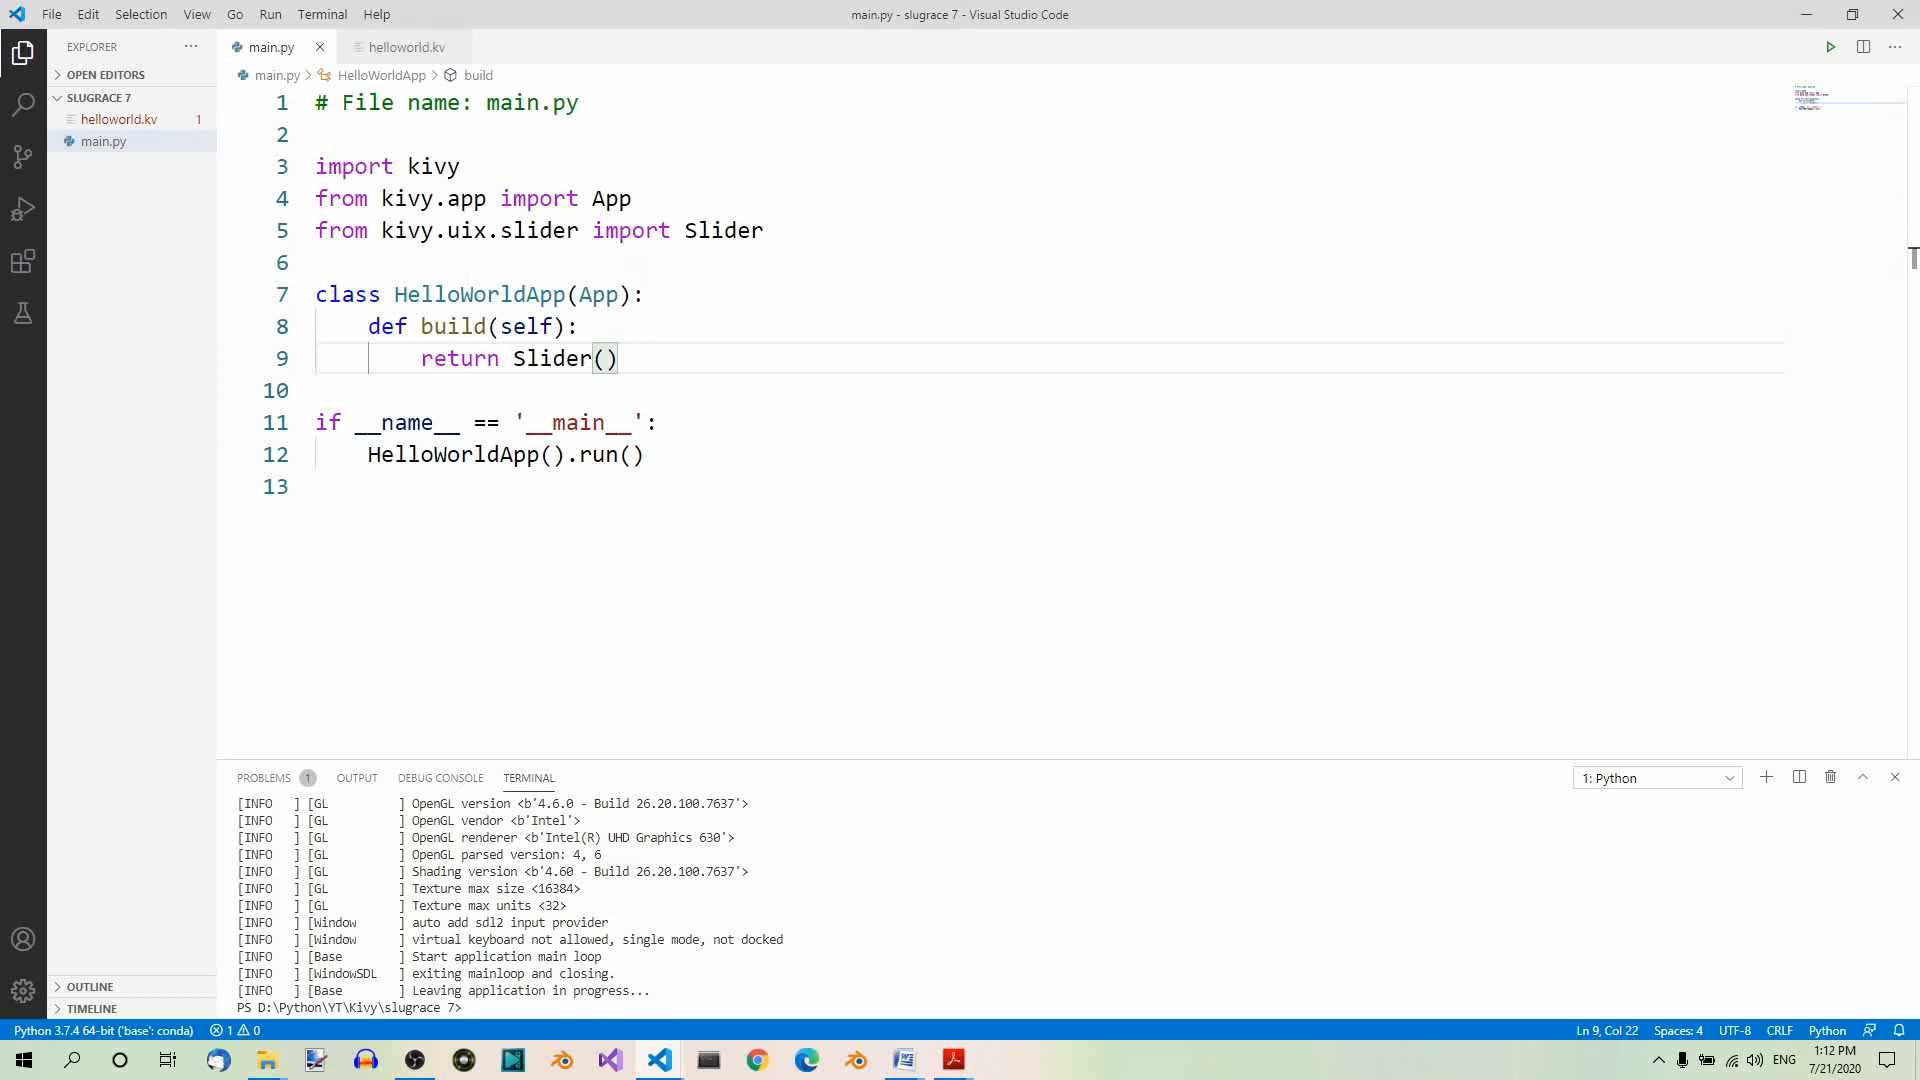 File Edit Selection View Go Run Terminal Help
main.py - slugrace 7 - Visual Studio Code
EXPLORER
OPEN EDITORS
SLUGRACE 7
helloworld.kv 1
main.py
OUTLINE
TIMELINE
main.py helloworld.kv
main.py HelloWorldApp build
1 # File name: main.py
2
3 import kivy
4 from kivy.app import App
5 from kivy.uix.slider import Slider
6
7 class HelloWorldApp(App):
8 def build(self):
9 return Slider()
10
11 if __name__ == '__main__':
12 HelloWorldApp().run()
13
PROBLEMS 1 OUTPUT DEBUG CONSOLE TERMINAL
1: Python
[INFO ] [GL ] OpenGL version <b'4.6.0 - Build 26.20.100.7637'>
[INFO ] [GL ] OpenGL vendor <b'Intel'>
[INFO ] [GL ] OpenGL renderer <b'Intel(R) UHD Graphics 630'>
[INFO ] [GL ] OpenGL parsed version: 4, 6
[INFO ] [GL ] Shading version <b'4.60 - Build 26.20.100.7637'>
[INFO ] [GL ] Texture max size <16384>
[INFO ] [GL ] Texture max units <32>
[INFO ] [Window ] auto add sdl2 input provider
[INFO ] [Window ] virtual keyboard not allowed, single mode, not docked
[INFO ] [Base ] Start application main loop
[INFO ] [WindowSDL ] exiting mainloop and closing.
[INFO ] [Base ] Leaving application in progress...
PS D:\Python\YT\Kivy\slugrace 7>
Python 3.7.4 64-bit ('base': conda) 1 0
Ln 9, Col 22 Spaces: 4 UTF-8 CRLF Python
ENG
1:12 PM
7/21/2020